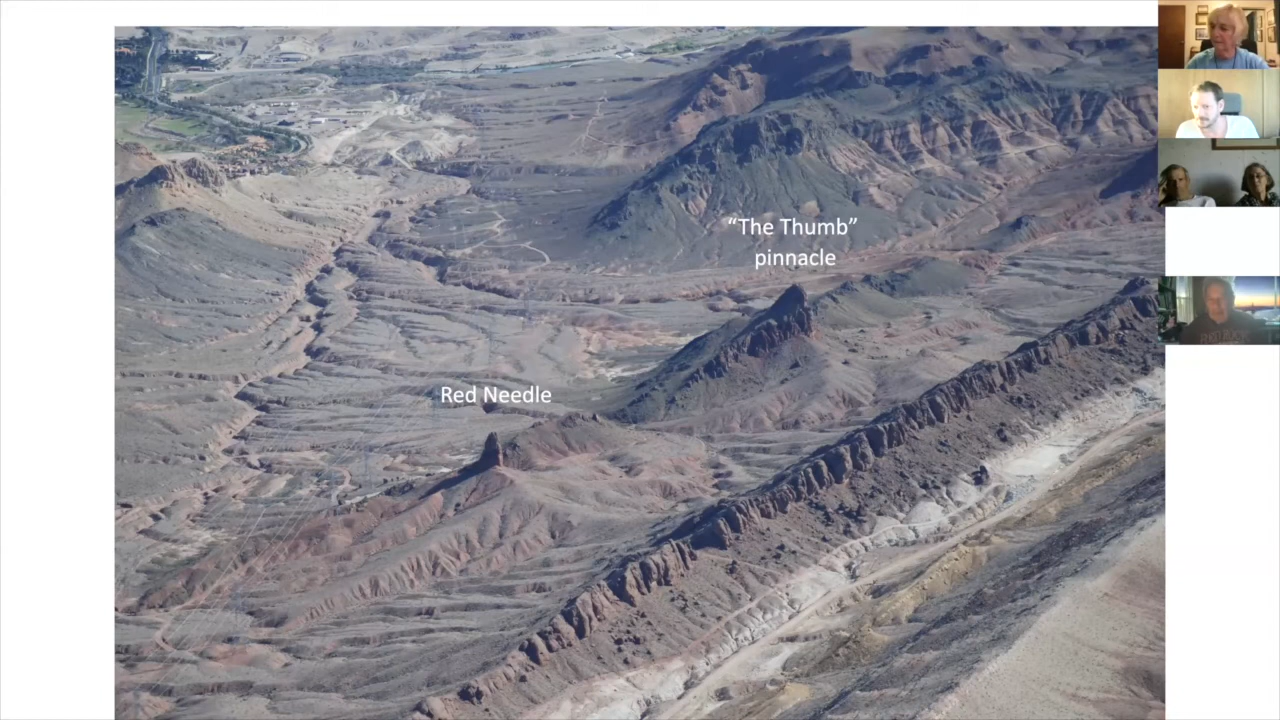 “The Thumb”
pinnacle
Red Needle